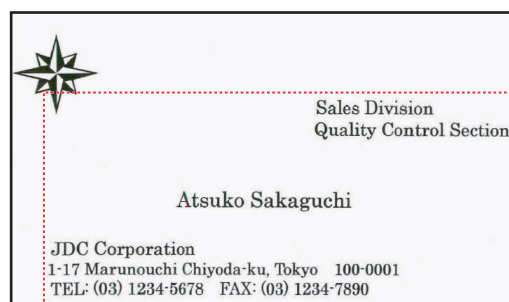 Sales Division
Quality Control Section
Atsuko Sakaguchi
JDC Corporation
1-17 Marunouchi Chiyoda-ku, Tokyo 100-0001
TEL: (03) 1234-5678 FAX: (03) 1234-7890